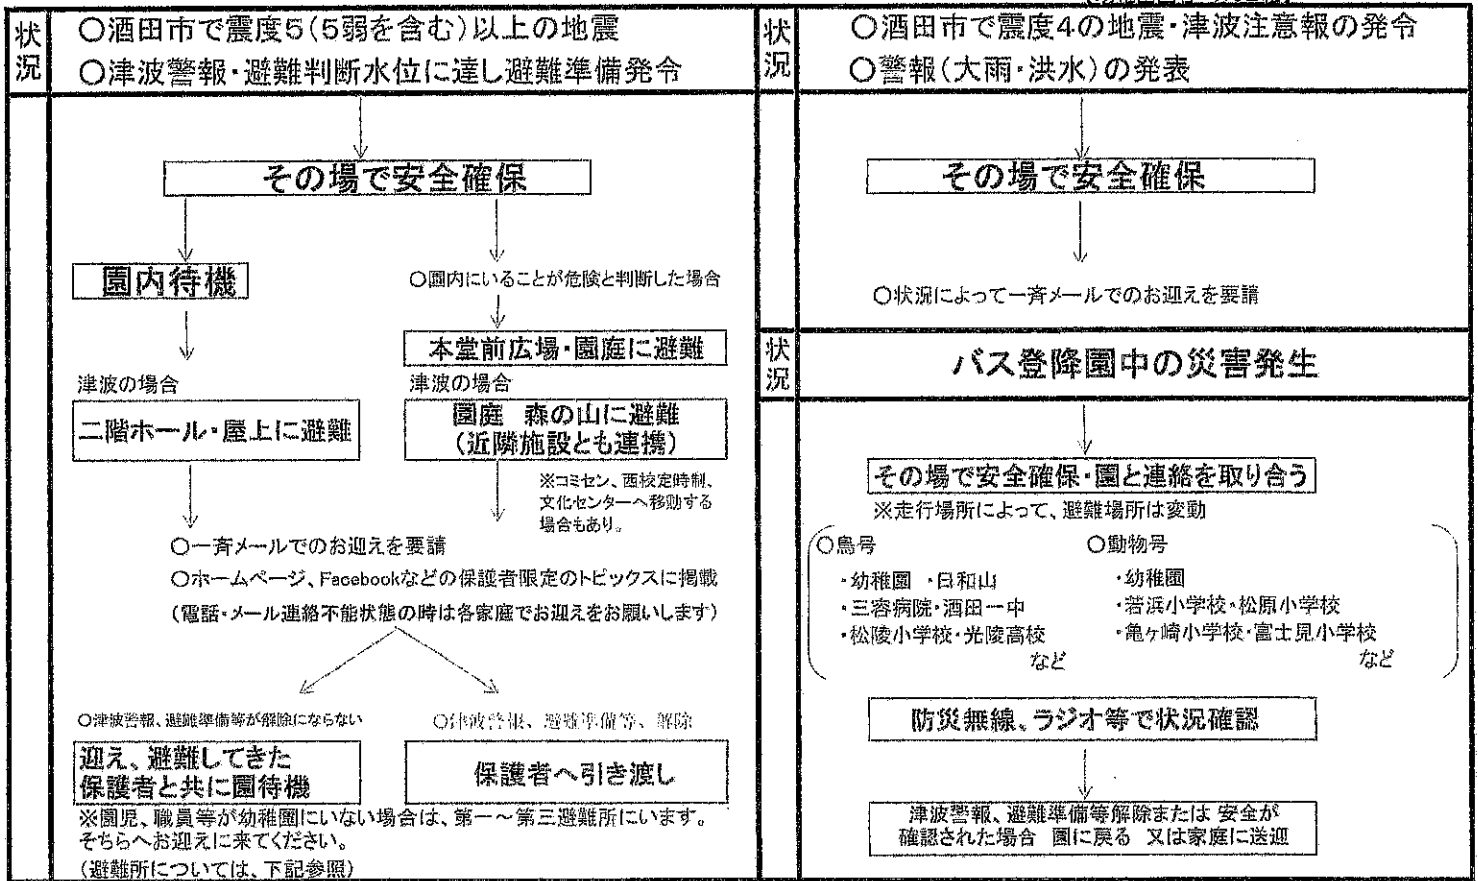 状況
○酒田市で震度5(5弱を含む)以上の地震
○津波警報・避難判断水位に達し避難準備発令
その場で安全確保
園内待機
○園内にいることが危険と判断した場合
本堂前広場・園庭に避難
津波の場合
二階ホール・屋上に避難
津波の場合
園庭 森の山に避難
(近隣施設とも連携)
※コミセン、西校定時制、
文化センターへ移動する
場合もあり。
○一斉メールでのお迎えを要請
○ホームページ、Facebookなどの保護者限定のトピックスに掲載
(電話・メール連絡不能状態の時は各家庭でお迎えをお願いします)
○津波警報、避難準備等が解除にならない
迎え、避難してきた
保護者と共に園待機
○津波警報、避難準備等、解除
保護者へ引き渡し
※園児、職員等が幼稚園にいない場合は、第一～第三避難所にいます。
そちらへお迎えに来てください。
(避難所については、下記参照)
状況
○酒田市で震度4の地震・津波注意報の発令
○警報(大雨・洪水)の発表
その場で安全確保
○状況によって一斉メールでのお迎えを要請
状況
バス登降園中の災害発生
その場で安全確保・園と連絡を取り合う
※走行場所によって、避難場所は変動
○鳥号
・幼稚園 ・日和山
・三容病院・酒田一中
・松陵小学校・光陵高校
など
○動物号
・幼稚園
・若浜小学校・松原小学校
・亀ヶ崎小学校・富士見小学校
など
防災無線、ラジオ等で状況確認
津波警報、避難準備等解除または 安全が
確認された場合 園に戻る 又は家庭に送迎